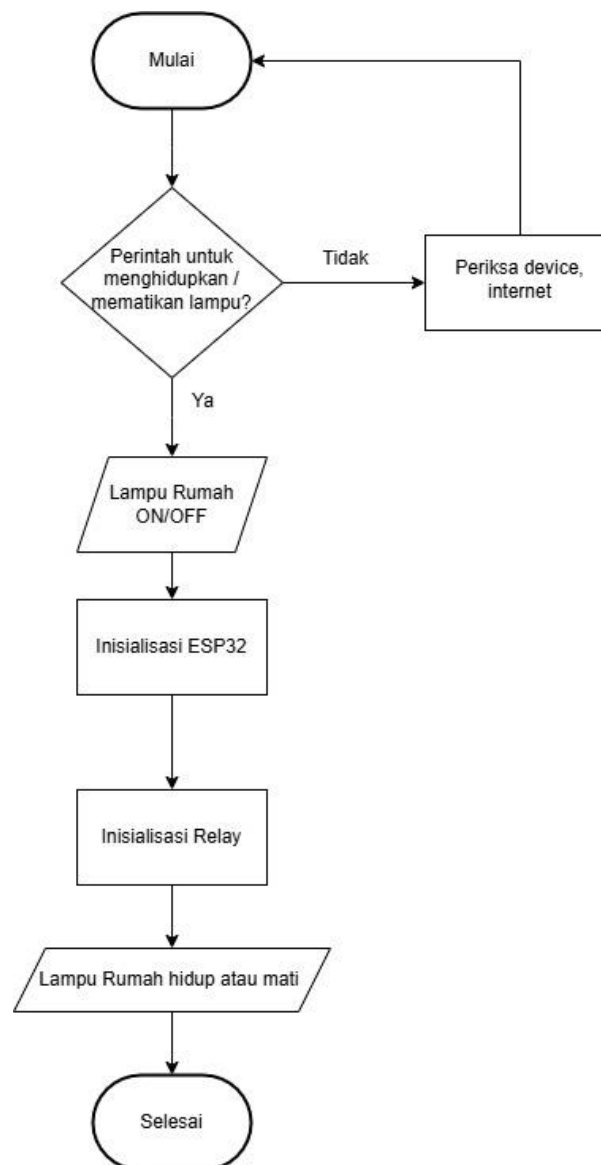 Mulai
Perintah untuk
menghidupkan /
mematikan lampu?
Tidak
Periksa device,
internet
Ya
Lampu Rumah
ON/OFF
Inisialisasi ESP32
Inisialisasi Relay
Lampu Rumah hidup atau mati
Selesai